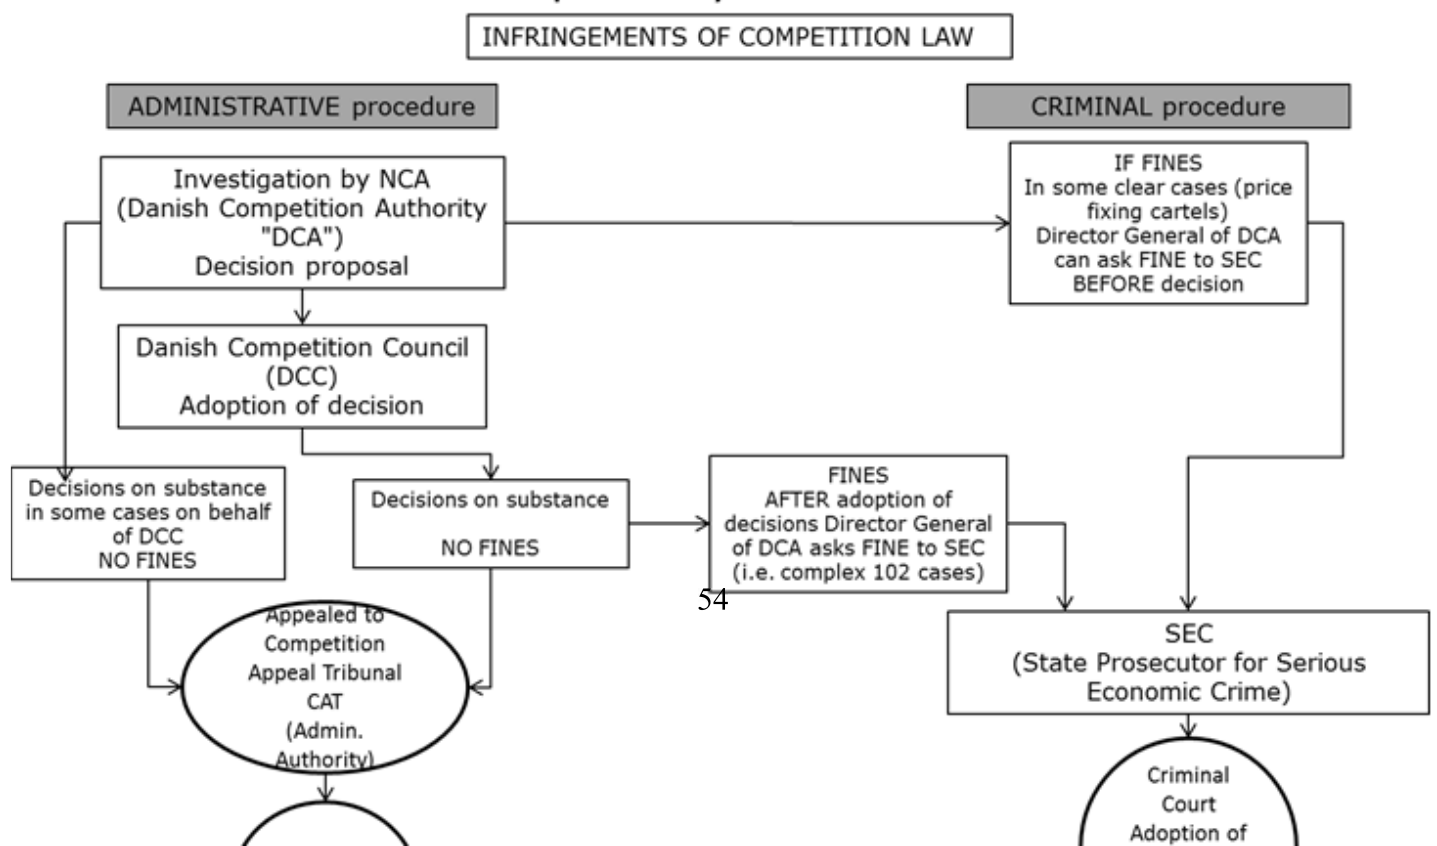 INFRINGEMENTS OF COMPETITION LAW
ADMINISTRATIVE procedure
CRIMINAL procedure
Investigation by NCA
(Danish Competition Authority
"DCA")
Decision proposal
IF FINES
In some clear cases (price
fixing cartels)
Director General of DCA
can ask FINE to SEC
BEFORE decision
Danish Competition Council
(DCC)
Adoption of decision
Decisions on substance
in some cases on behalf
of DCC
NO FINES
Decisions on substance
NO FINES
FINES
AFTER adoption of
decisions Director General
of DCA asks FINE to SEC
(i.e. complex 102 cases)
54
Appealed to
Competition
Appeal Tribunal
CAT
(Admin.
Authority)
SEC
(State Prosecutor for Serious
Economic Crime)
Criminal
Court
Adoption of